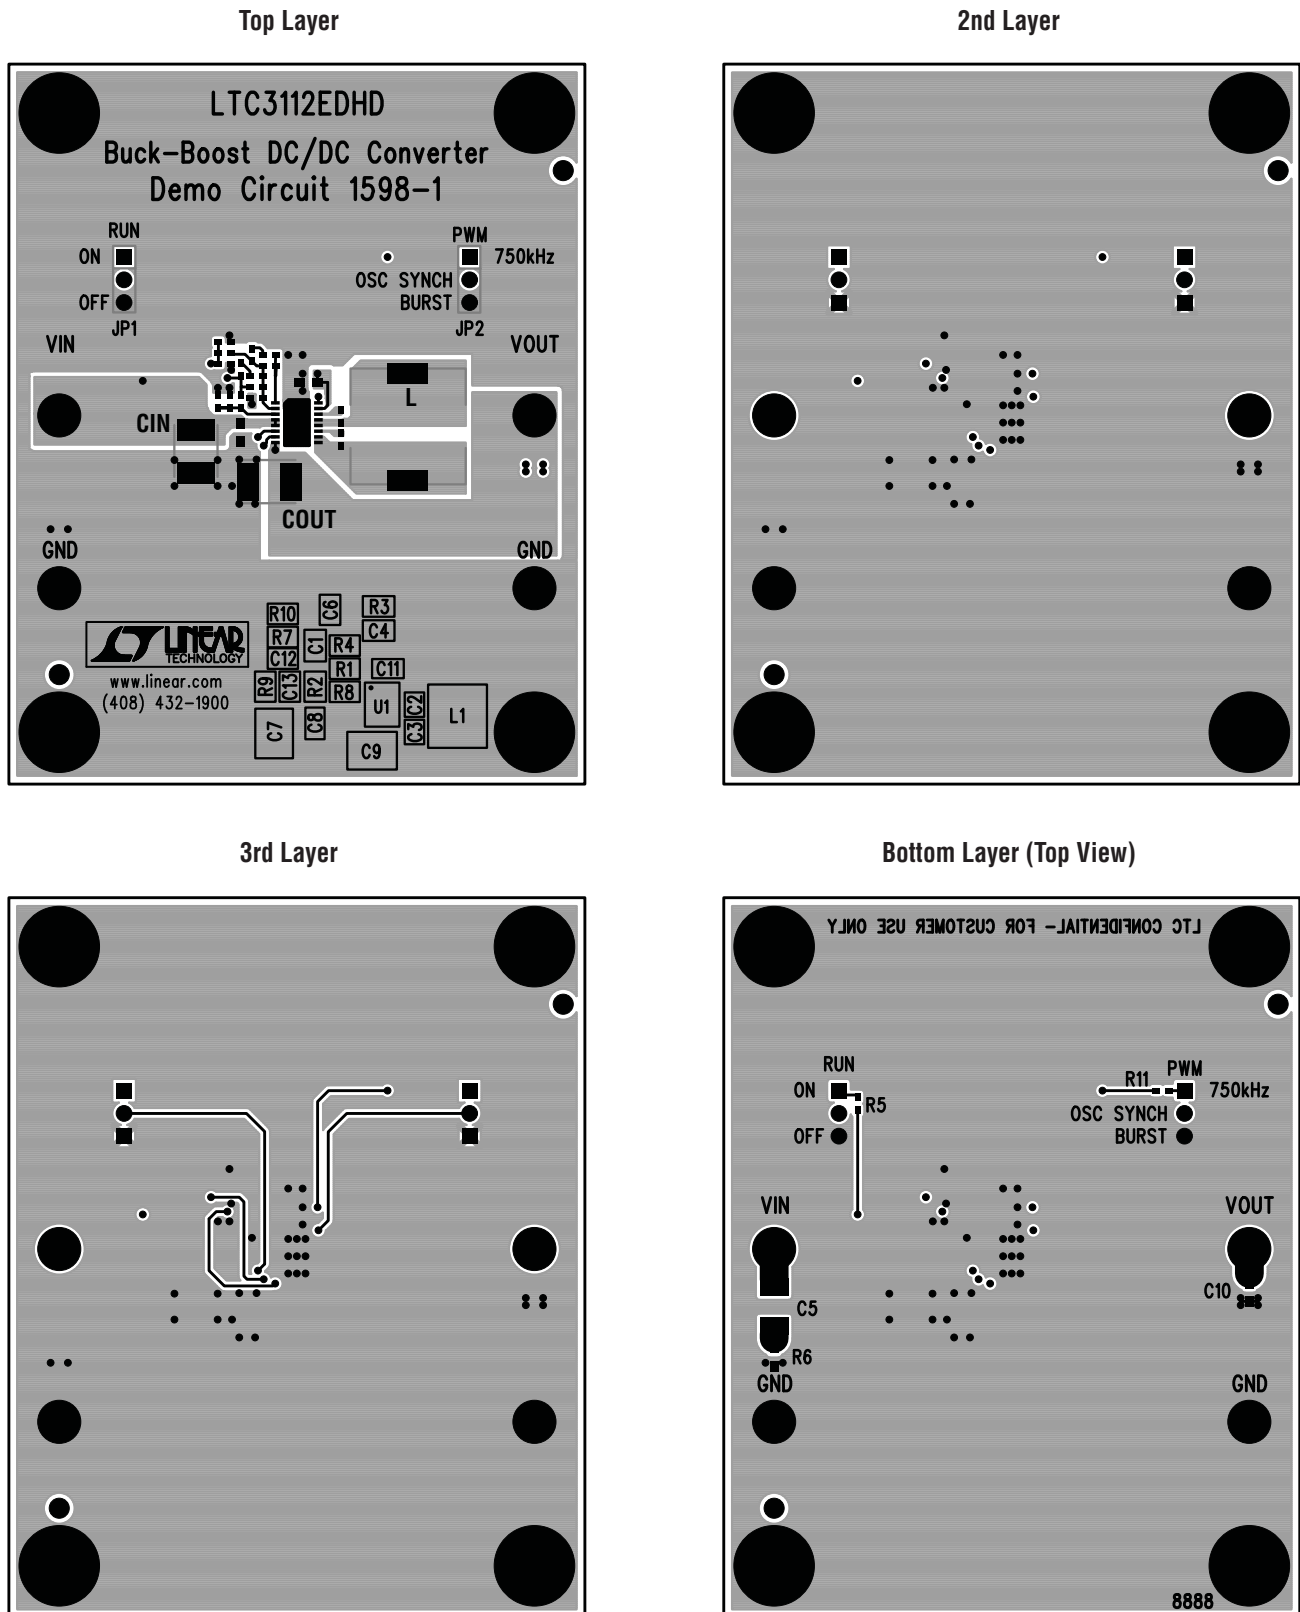 Top Layer
2nd Layer
LTC3112EDHD
Buck-Boost DC/DC Converter
Demo Circuit 1598-1
RUN
ON
OFF
JP1
PWM
750kHz
OSC SYNCH
BURST
JP2
VIN
VOUT
CIN
L
COUT
GND
GND
LINEAR
TECHNOLOGY
www.linear.com
(408) 432-1900
R10
C6
R3
R7
C1
C4
C12
R4
R1
C11
R9
C13
R2
R8
U1
C2
L1
C7
C8
C3
C9
3rd Layer
Bottom Layer (Top View)
LTC CONFIDENTIAL- FOR CUSTOMER USE ONLY
RUN
ON
R5
OFF
R11
PWM
750kHz
OSC SYNCH
BURST
VIN
VOUT
C5
C10
R6
GND
GND
8888